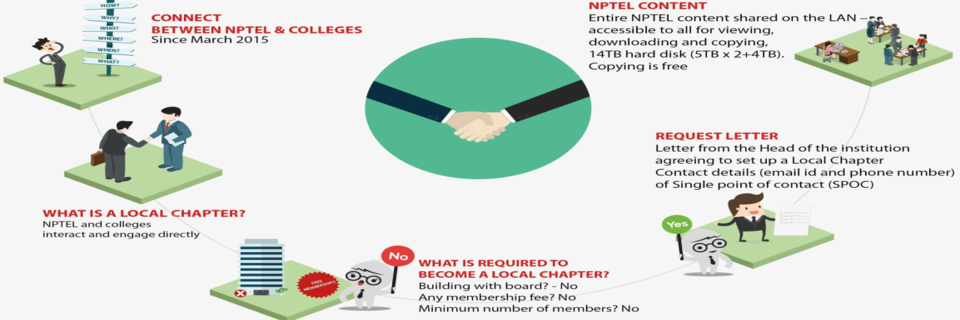 HOW?
WHY?
WHO?
WHERE?
WHEN?
WHAT?
CONNECT
BETWEEN NPTEL & COLLEGES
Since March 2015
WHAT IS A LOCAL CHAPTER?
NPTEL and colleges
interact and engage directly
FREE
MEMBERSHIPS
No
WHAT IS REQUIRED TO
BECOME A LOCAL CHAPTER?
Building with board? - No
Any membership fee? No
Minimum number of members? No
Yes
REQUEST LETTER
Letter from the Head of the institution
agreeing to set up a Local Chapter
Contact details (email id and phone number)
of Single point of contact (SPOC)
NPTEL CONTENT
Entire NPTEL content shared on the LAN –
accessible to all for viewing,
downloading and copying,
14TB hard disk (5TB x 2+4TB).
Copying is free